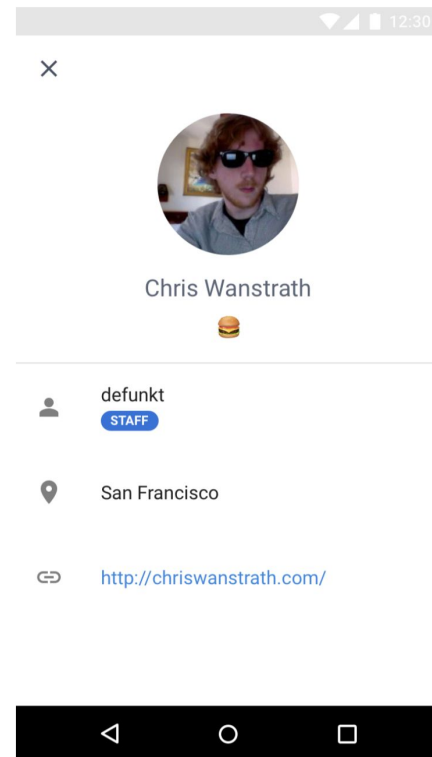 12:30
Chris Wanstrath
🍔
defunkt
STAFF
San Francisco
http://chriswanstrath.com/